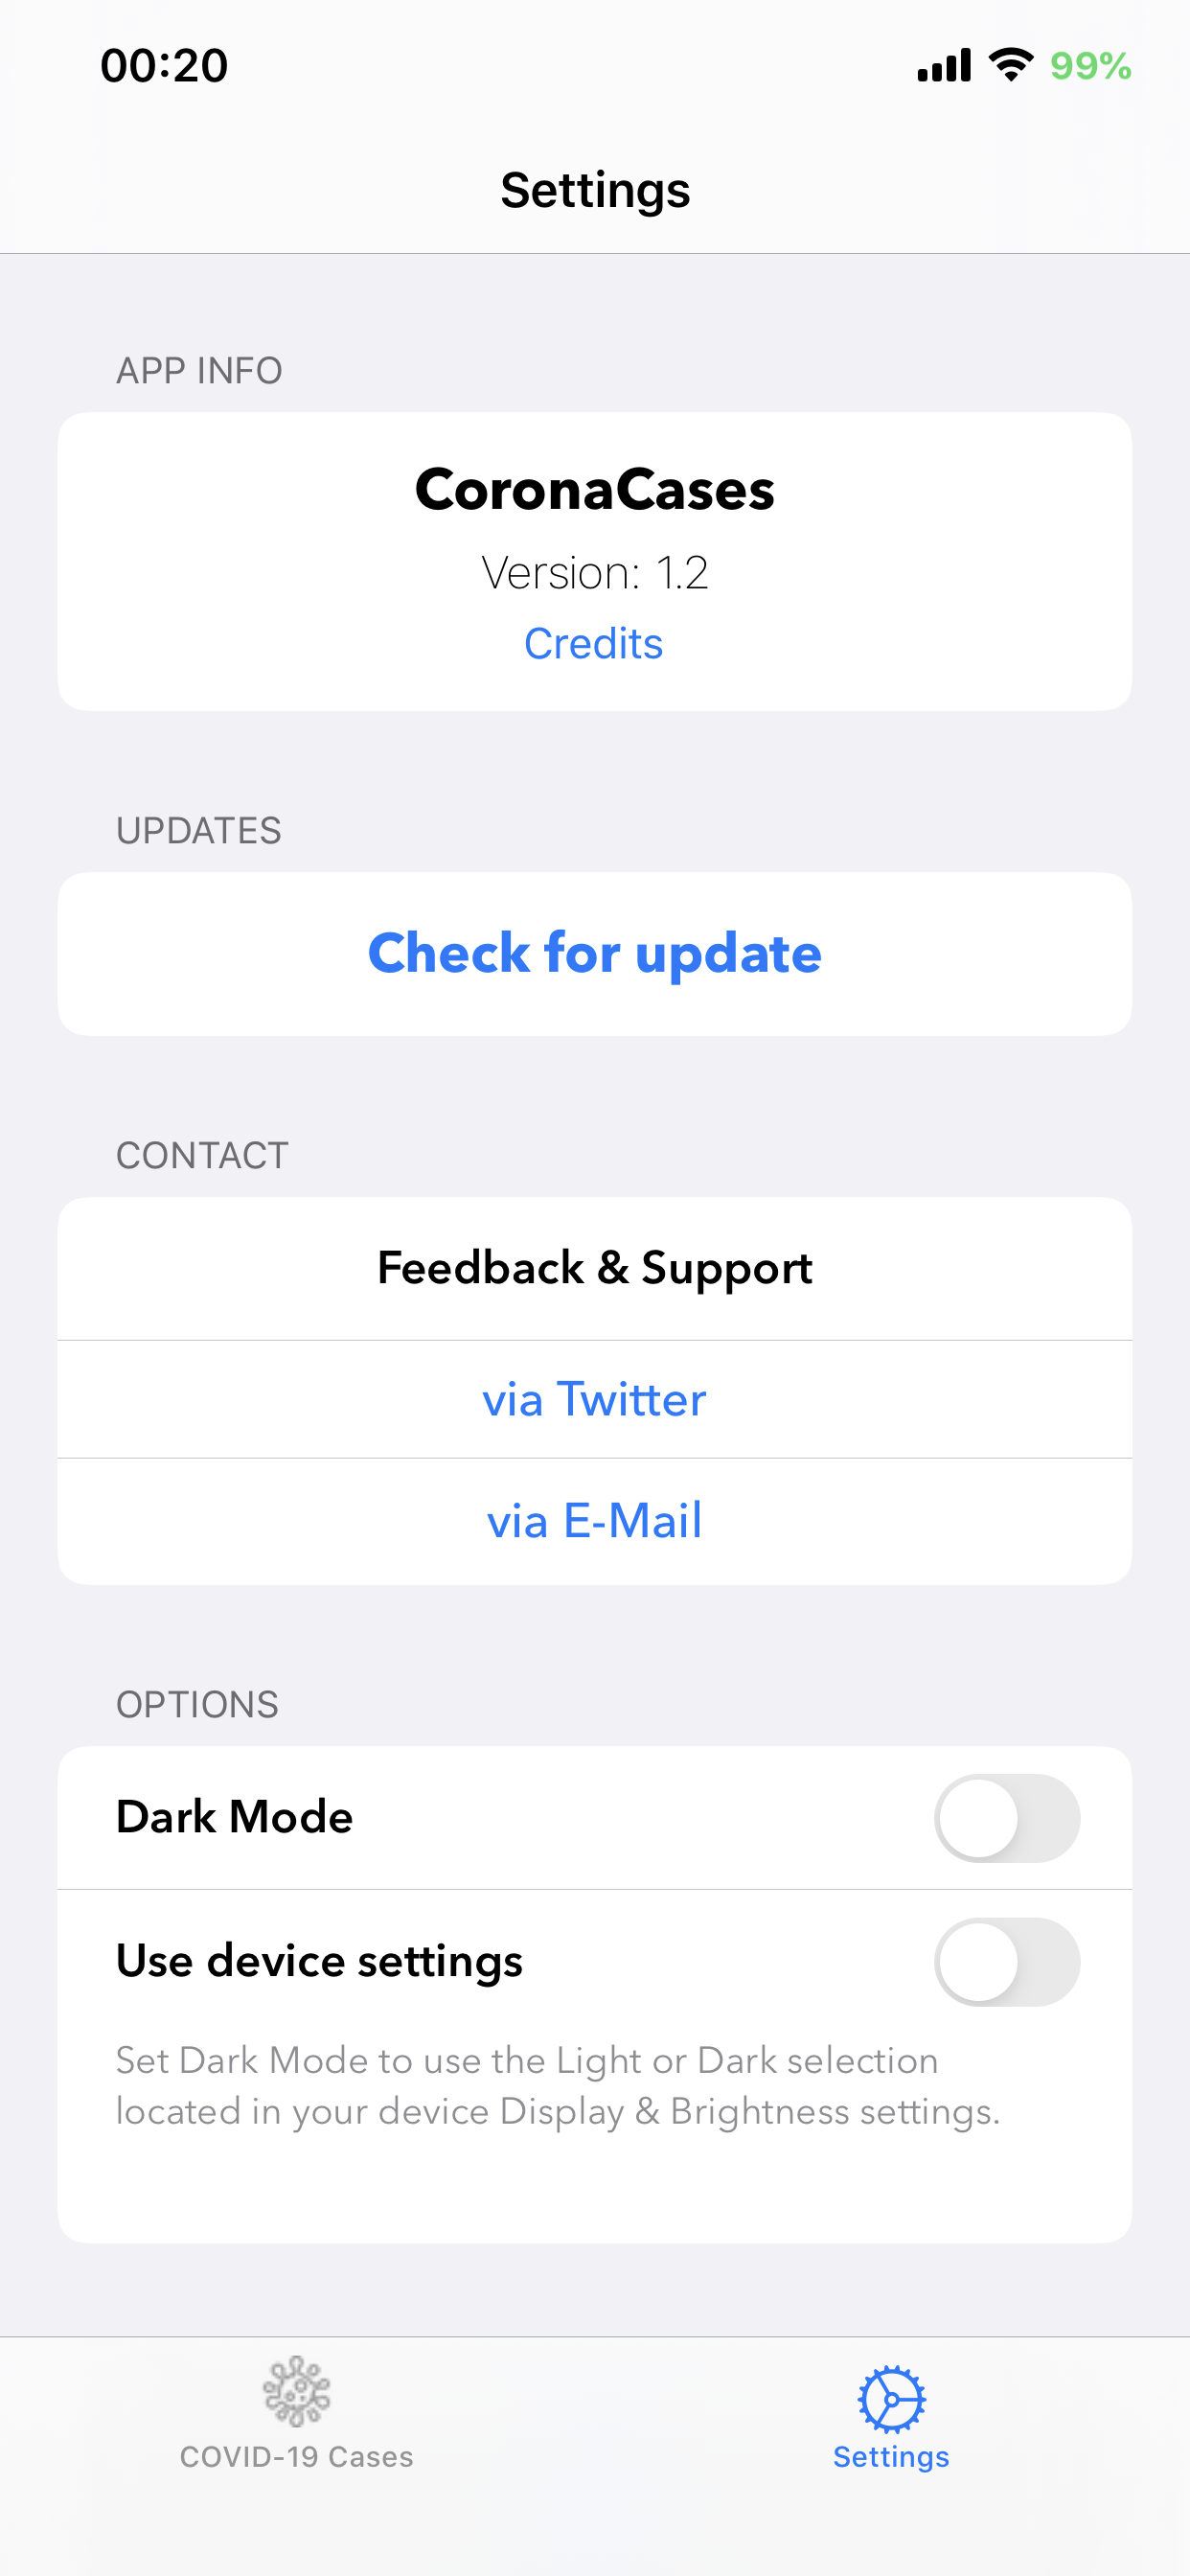 00:20
99%
Settings
APP INFO
CoronaCases
Version: 1.2
Credits
UPDATES
Check for update
CONTACT
Feedback & Support
via Twitter
via E-Mail
OPTIONS
Dark Mode
Use device settings
Set Dark Mode to use the Light or Dark selection
located in your device Display & Brightness settings.
COVID-19 Cases
Settings